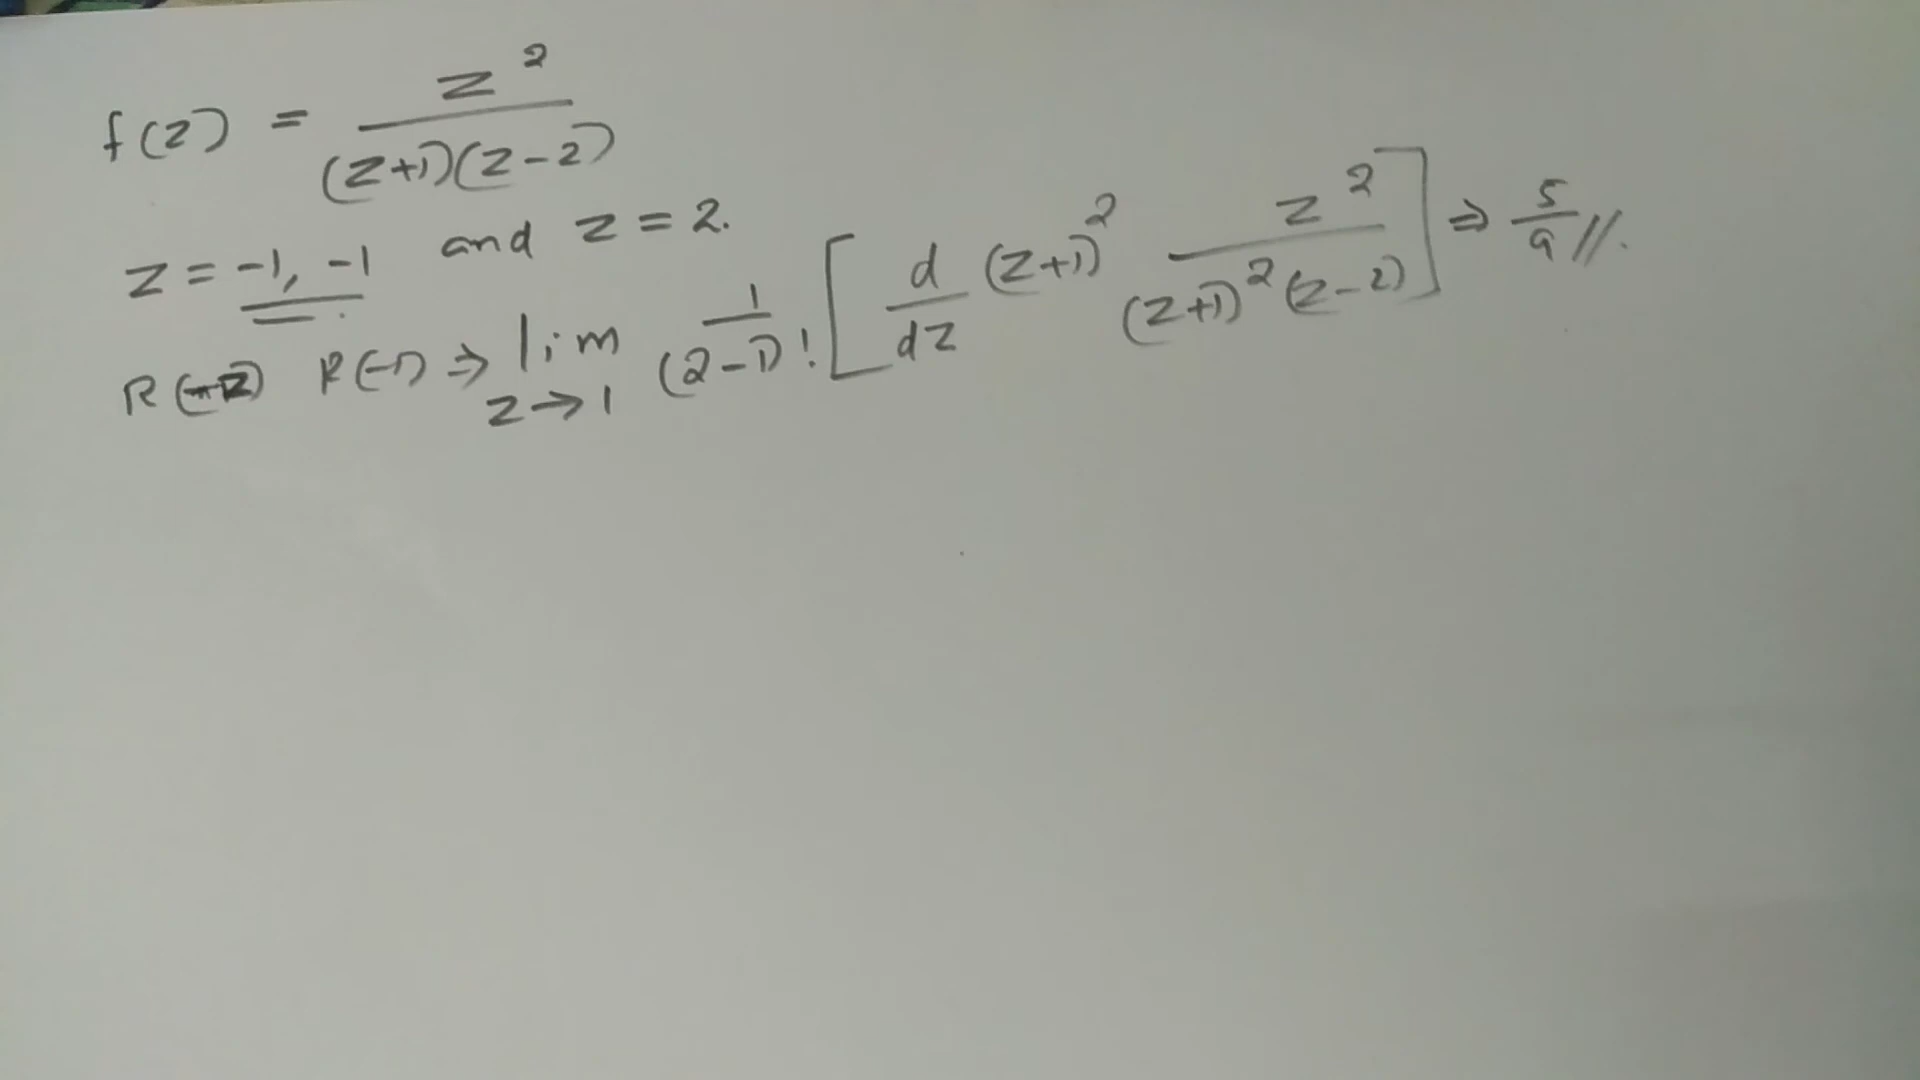 f(z) = z² / (z+1)(z-2)
z = -1, -1 and z = 2.
R(-1) ⇒ lim z→1 1/(2-1)! [ d/dz (z+1)² z² / (z+1)²(z-2) ] ⇒ 5/9 //.